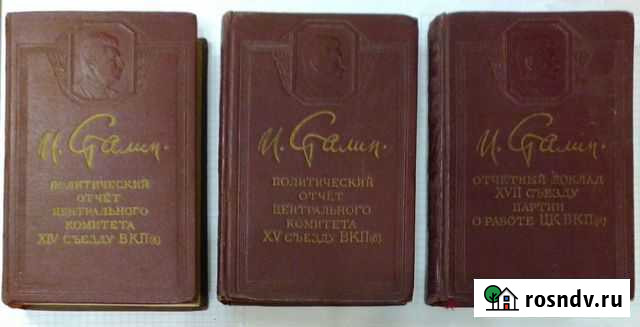 И. Сталин.
ПОЛИТИЧЕСКИЙ
ОТЧЁТ
ЦЕНТРАЛЬНОГО
КОМИТЕТА
XIV СЪЕЗДУ ВКП(б)
И. Сталин.
ПОЛИТИЧЕСКИЙ
ОТЧЁТ
ЦЕНТРАЛЬНОГО
КОМИТЕТА
XV СЪЕЗДУ ВКП(б)
И. Сталин.
ОТЧЕТНЫЙ ДОКЛАД
XVII СЪЕЗДУ
ПАРТИИ
О РАБОТЕ ЦК ВКП(б)
rosndv.ru